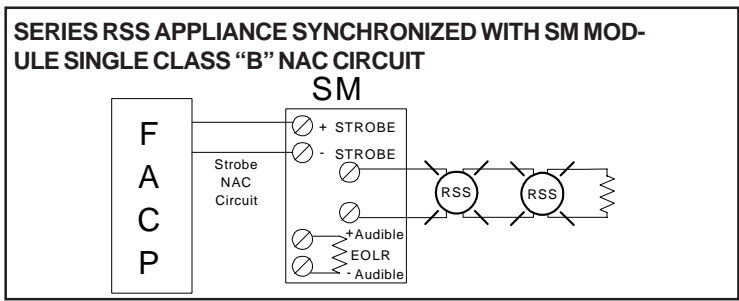 SERIES RSS APPLIANCE SYNCHRONIZED WITH SM MOD-
ULE SINGLE CLASS “B” NAC CIRCUIT
SM
F
A
C
P
Strobe
NAC
Circuit
+ STROBE
- STROBE
RSS
RSS
+Audible
EOLR
- Audible